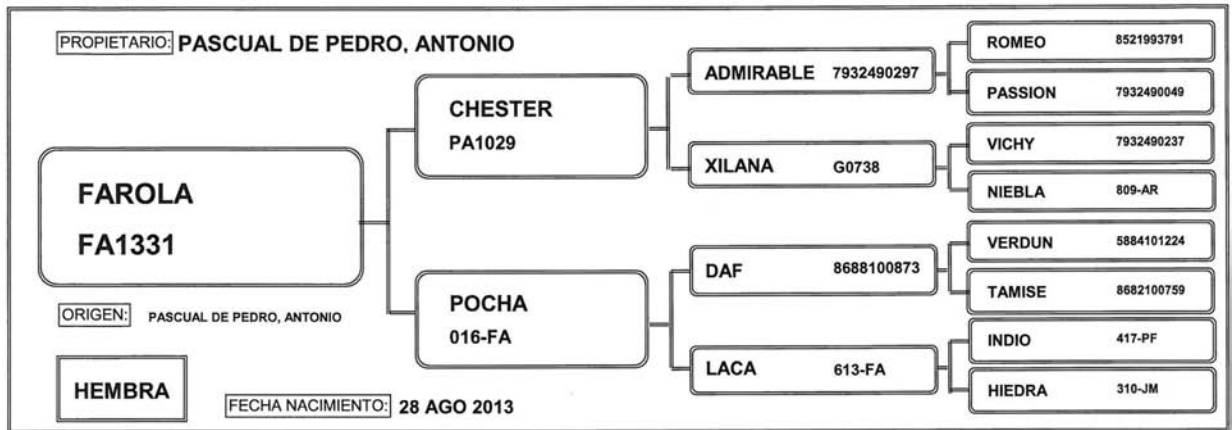 PROPIETARIO: PASCUAL DE PEDRO, ANTONIO
FAROLA
FA1331
ORIGEN: PASCUAL DE PEDRO, ANTONIO
HEMBRA
FECHA NACIMIENTO: 28 AGO 2013
CHESTER
PA1029
POCHA
016-FA
ADMIRABLE 7932490297
XILANA G0738
DAF 8688100873
LACA 613-FA
ROMEO 8521993791
PASSION 7932490049
VICHY 7932490237
NIEBLA 809-AR
VERDUN 5884101224
TAMISE 8682100759
INDIO 417-PF
HIEDRA 310-JM